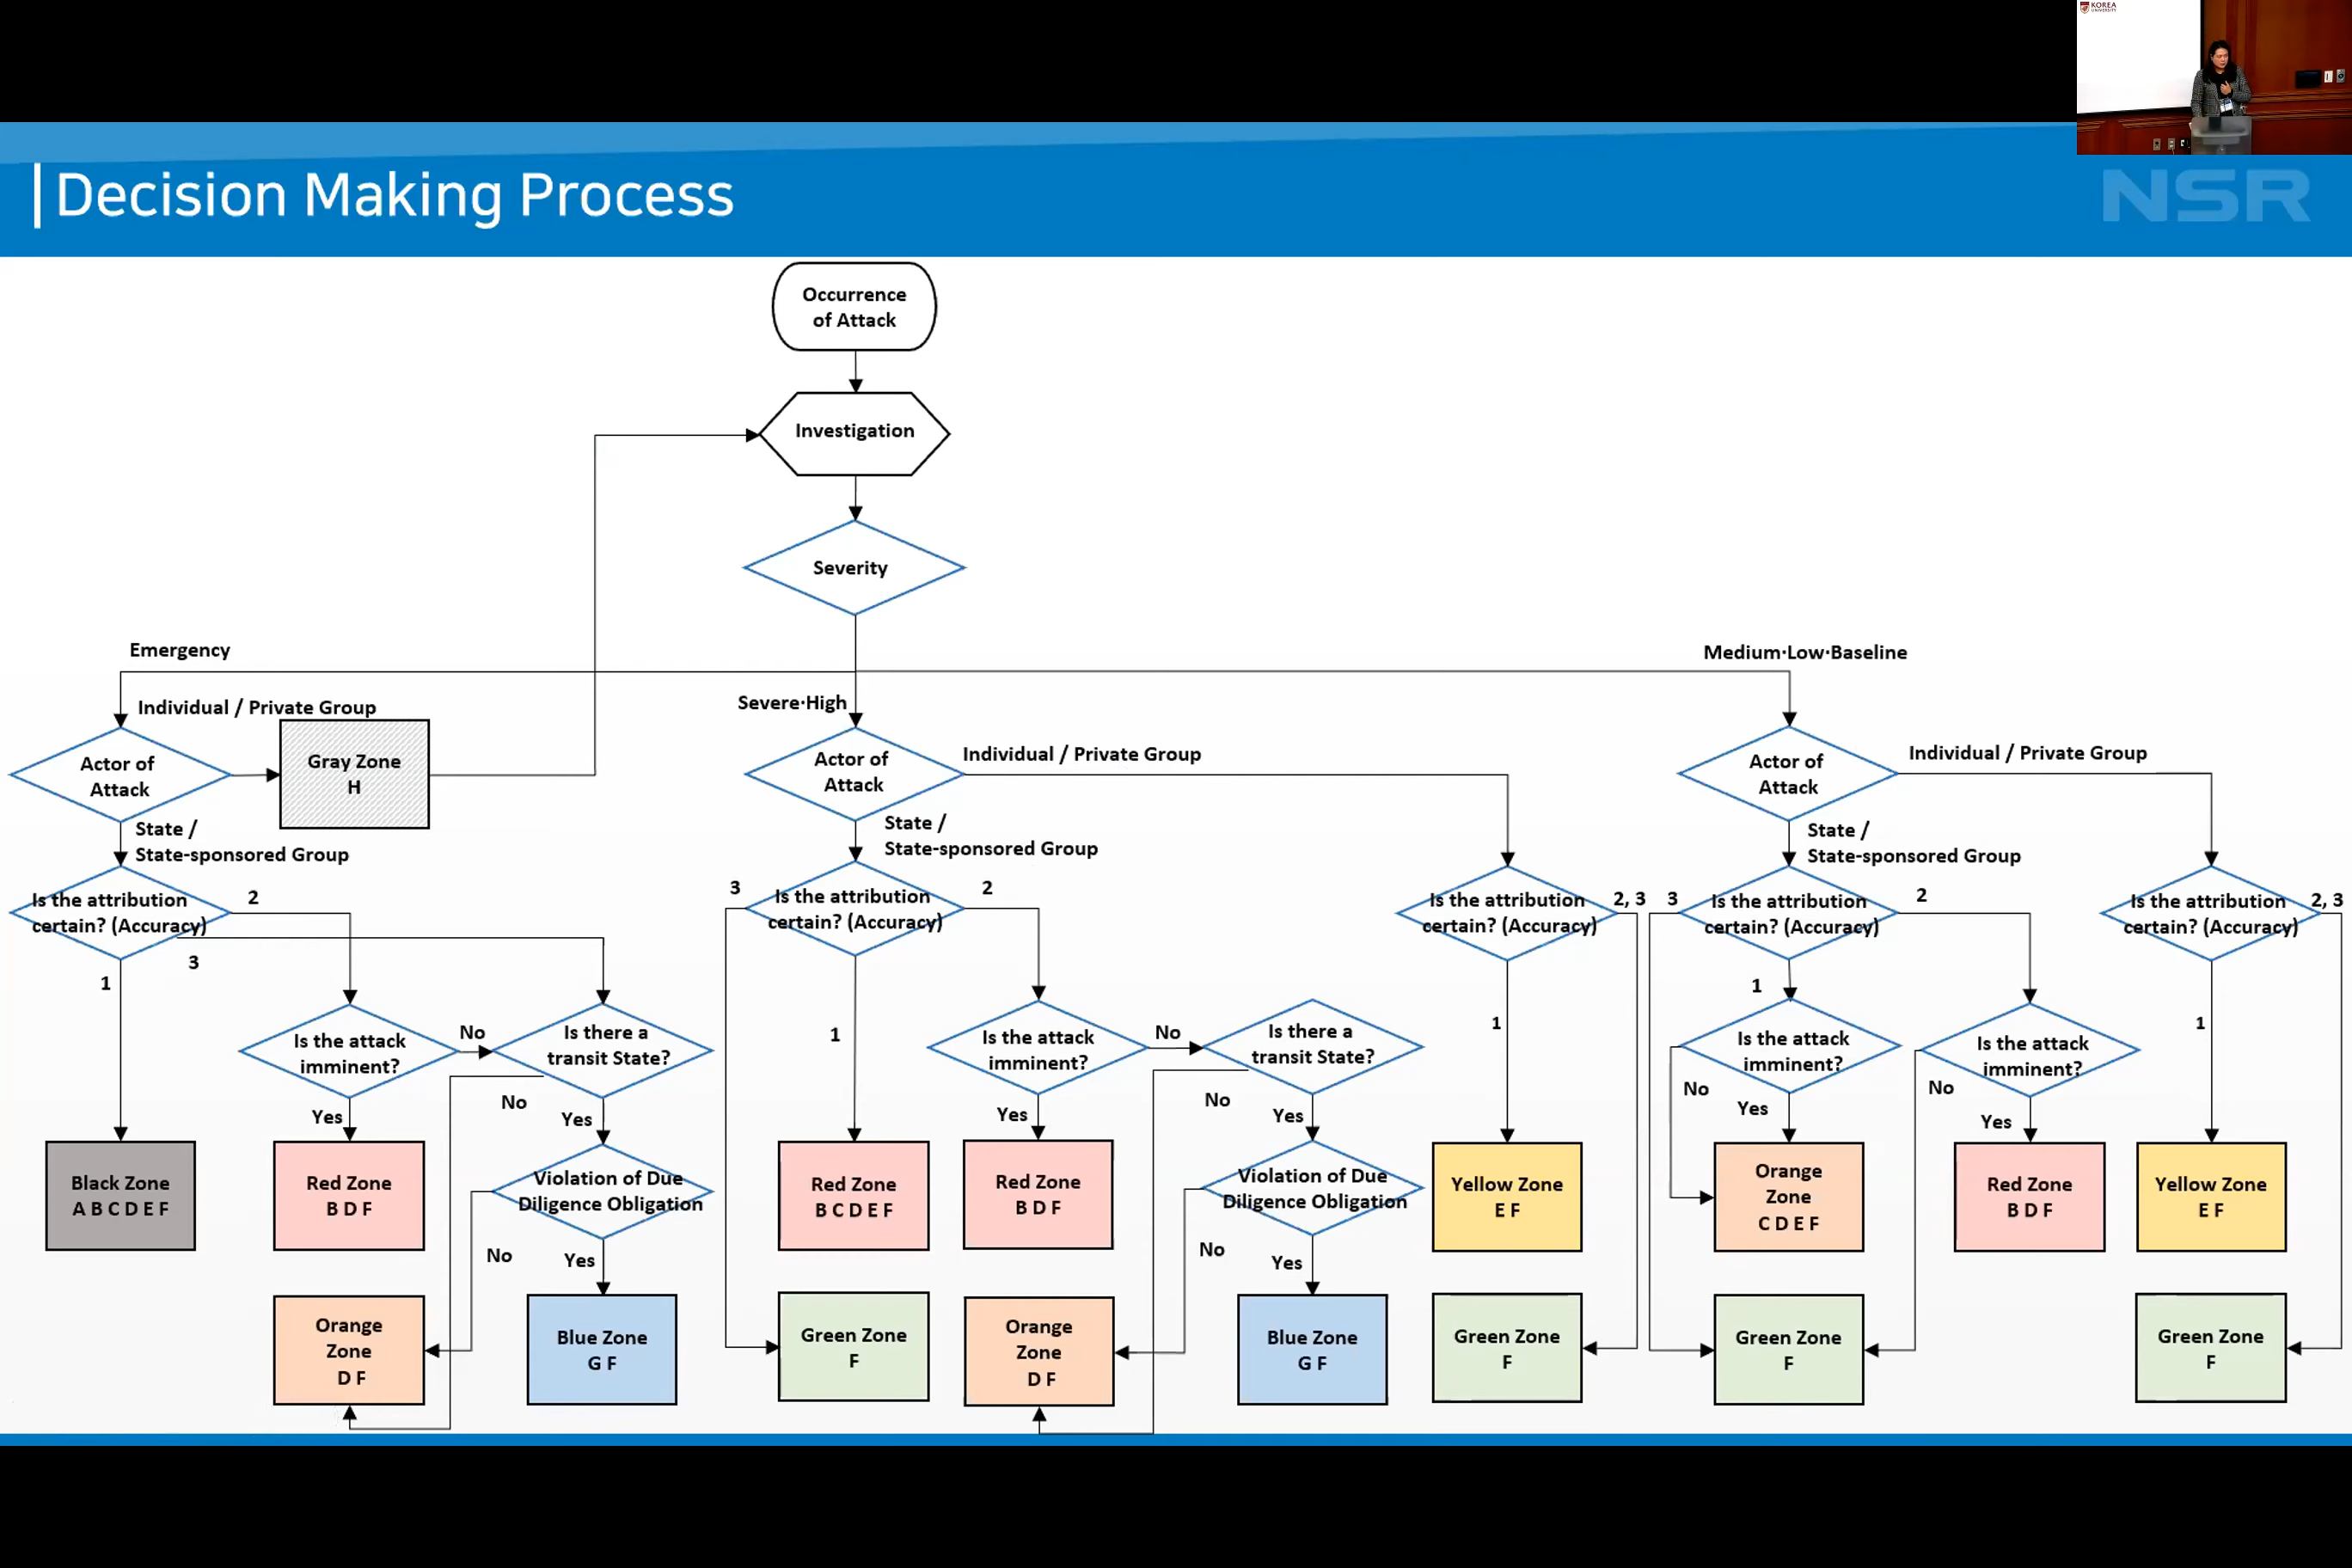 KOREA
UNIVERSITY
Decision Making Process
NSR
Occurrence
of Attack
Investigation
Severity
Emergency
Severe·High
Medium·Low·Baseline
Individual / Private Group
Actor of
Attack
Gray Zone
H
State /
State-sponsored Group
Is the attribution
certain? (Accuracy)
2
3
1
Is the attack
imminent?
No
Is there a
transit State?
Yes
No
Yes
Black Zone
A B C D E F
Red Zone
B D F
Violation of Due
Diligence Obligation
No
Yes
Orange
Zone
D F
Blue Zone
G F
Actor of
Attack
Individual / Private Group
State /
State-sponsored Group
3
Is the attribution
certain? (Accuracy)
2
1
Is the attack
imminent?
No
Is there a
transit State?
Yes
No
Yes
Red Zone
B C D E F
Red Zone
B D F
Violation of Due
Diligence Obligation
No
Yes
Green Zone
F
Orange
Zone
D F
Blue Zone
G F
Is the attribution
certain? (Accuracy)
2, 3
1
Yellow Zone
E F
Green Zone
F
Actor of
Attack
Individual / Private Group
State /
State-sponsored Group
3
Is the attribution
certain? (Accuracy)
2
1
Is the attack
imminent?
No
Yes
Is the attack
imminent?
No
Yes
Orange
Zone
C D E F
Red Zone
B D F
Green Zone
F
Is the attribution
certain? (Accuracy)
2, 3
1
Yellow Zone
E F
Green Zone
F